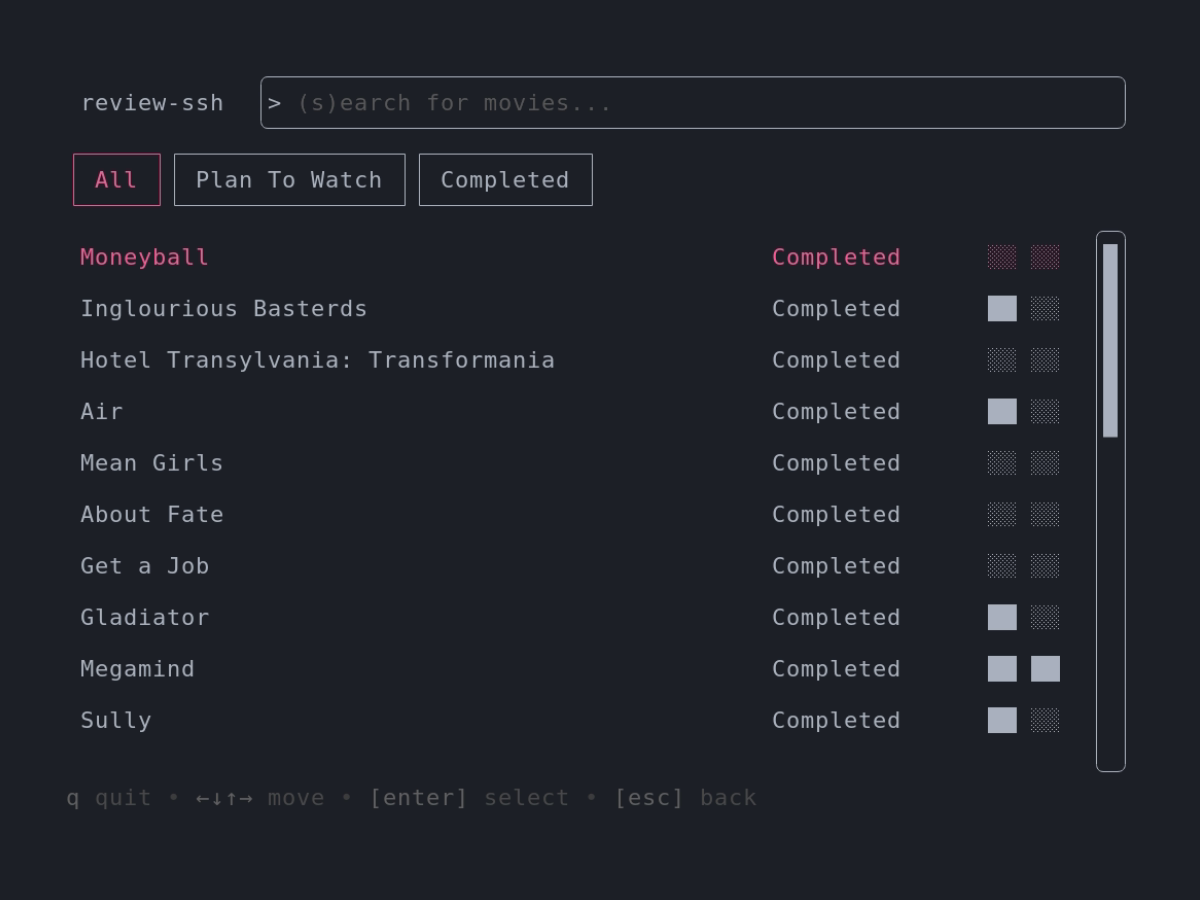 review-ssh > (s)earch for movies...
All Plan To Watch Completed
Moneyball Completed
Inglourious Basterds Completed
Hotel Transylvania: Transformania Completed
Air Completed
Mean Girls Completed
About Fate Completed
Get a Job Completed
Gladiator Completed
Megamind Completed
Sully Completed
q quit • ←↓↑→ move • [enter] select • [esc] back